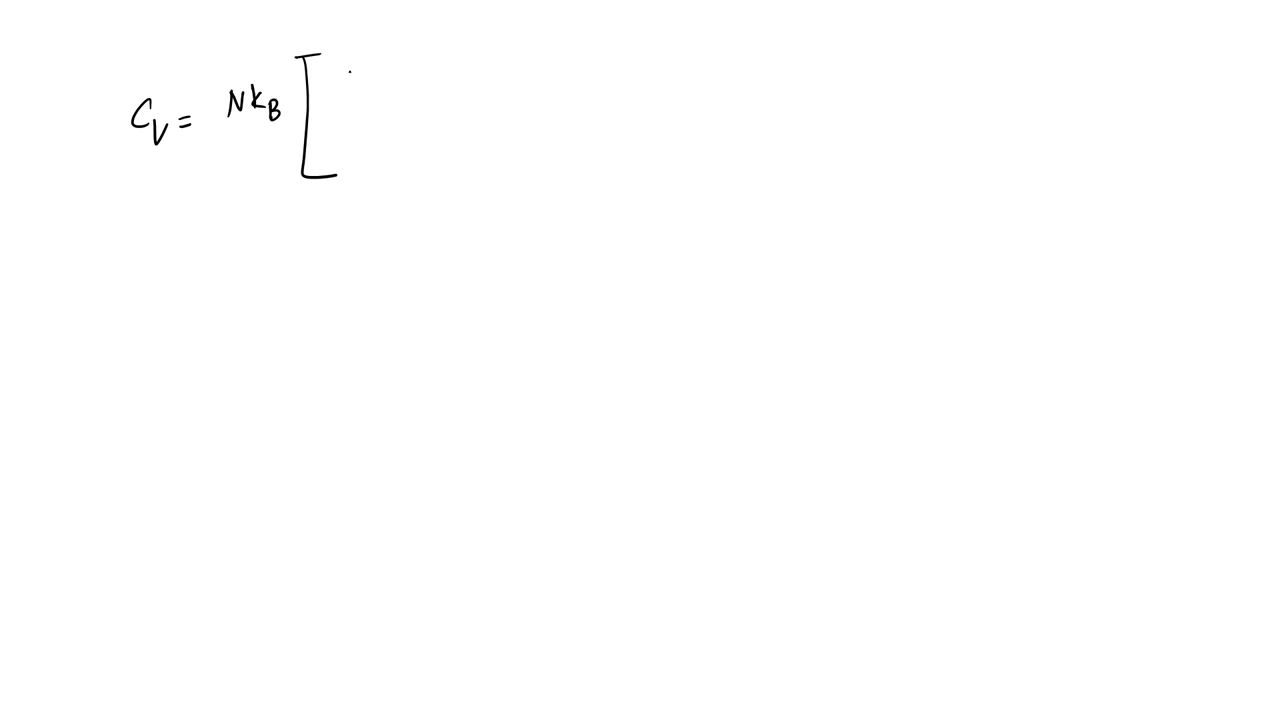 C_V = Nk_B [